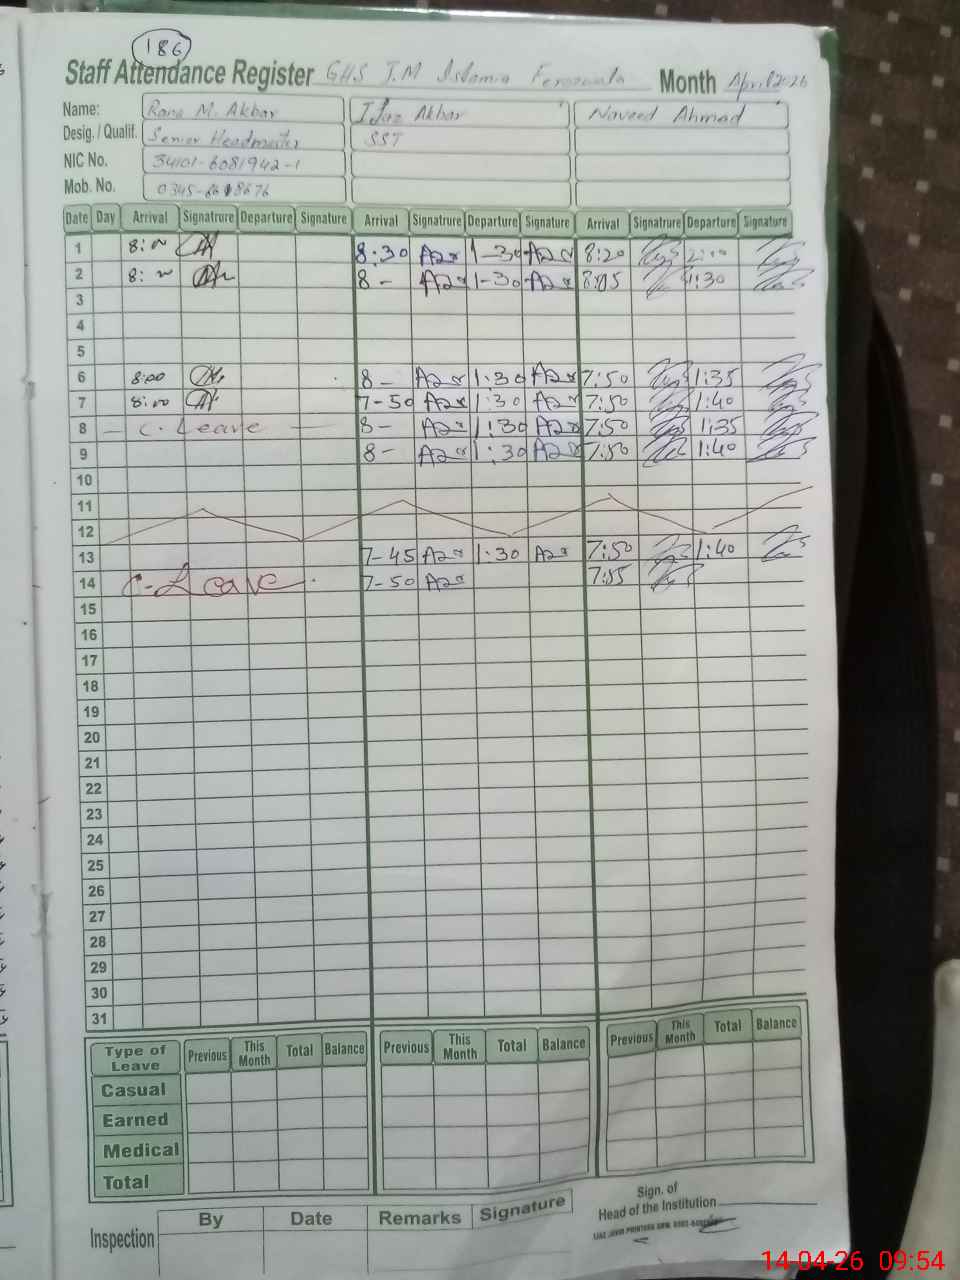 186
Staff Attendance Register GHS T.M Islamia Ferozwala Month April 2026
Name: Rana M. Akbar Ijaz Akbar Naveed Ahmad
Desig. / Qualif. Senior Headmaster SST
NIC No. 34101-6081942-1
Mob. No.
Date Day Arrival Signatrure Departure Signature Arrival Signatrure Departure Signature Arrival Signatrure Departure Signature
1 8:00 8:30 1-30 8:20
2 8: 8- 1-30 8:05 1:30
3
4
5
6 8:00 8- 1:30 7:50 1:35
7 8:00 7-50 1:30 7:50 1:40
8 - C. Leave - 8- 1:30 7:50 1:35
9 8- 1:30 7:50 1:40
10
11
12
13 7-45 1:30 7:50 1:40
14 C-Leave 7-50
15
16
17
18
19
20
21
22
23
24
25
26
27
28
29
30
31
Type of Leave Previous This Month Total Balance Previous This Month Total Balance Previous This Month Total Balance
Casual
Earned
Medical
Total
Sign. of
Head of the Institution
Inspection By Date Remarks Signature
14-04-26 09:54